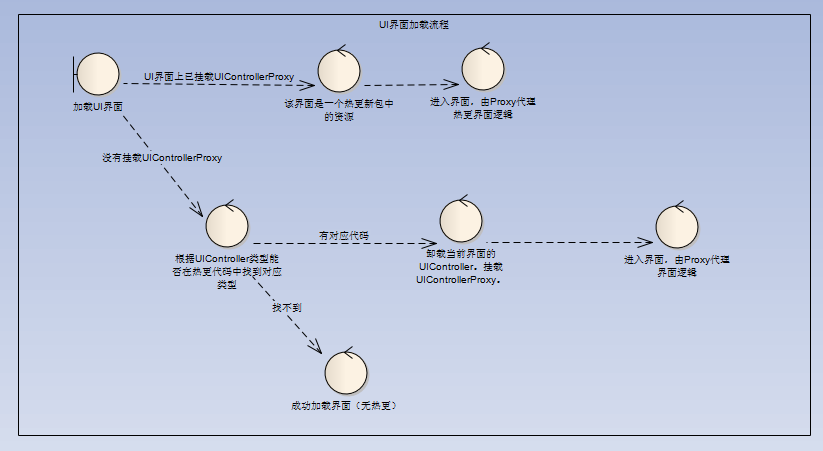 UI界面加载流程
UI界面上已挂载UIControllerProxy
加载UI界面
该界面是一个热更新包中
的资源
进入界面，由Proxy代理
热更界面逻辑
没有挂载UIControllerProxy
有对应代码
根据UIController类型能
否在热更代码中找到对应
类型
卸载当前界面的
UIController。挂载
UIControllerProxy。
进入界面，由Proxy代理
界面逻辑
找不到
成功加载界面（无热更）